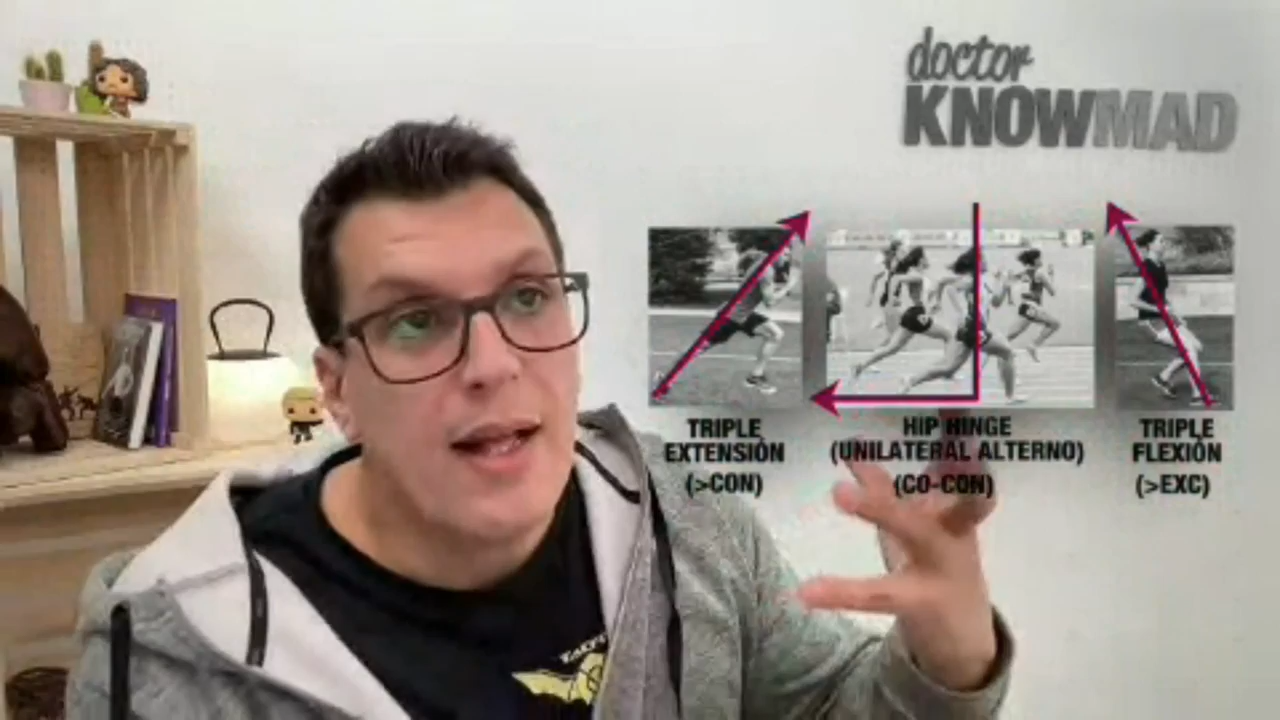 doctor
KNOWMAD
TRIPLE
EXTENSIÓN
(>CON)
HIP HINGE
(UNILATERAL ALTERNO)
(CO-CON)
TRIPLE
FLEXIÓN
(>EXC)